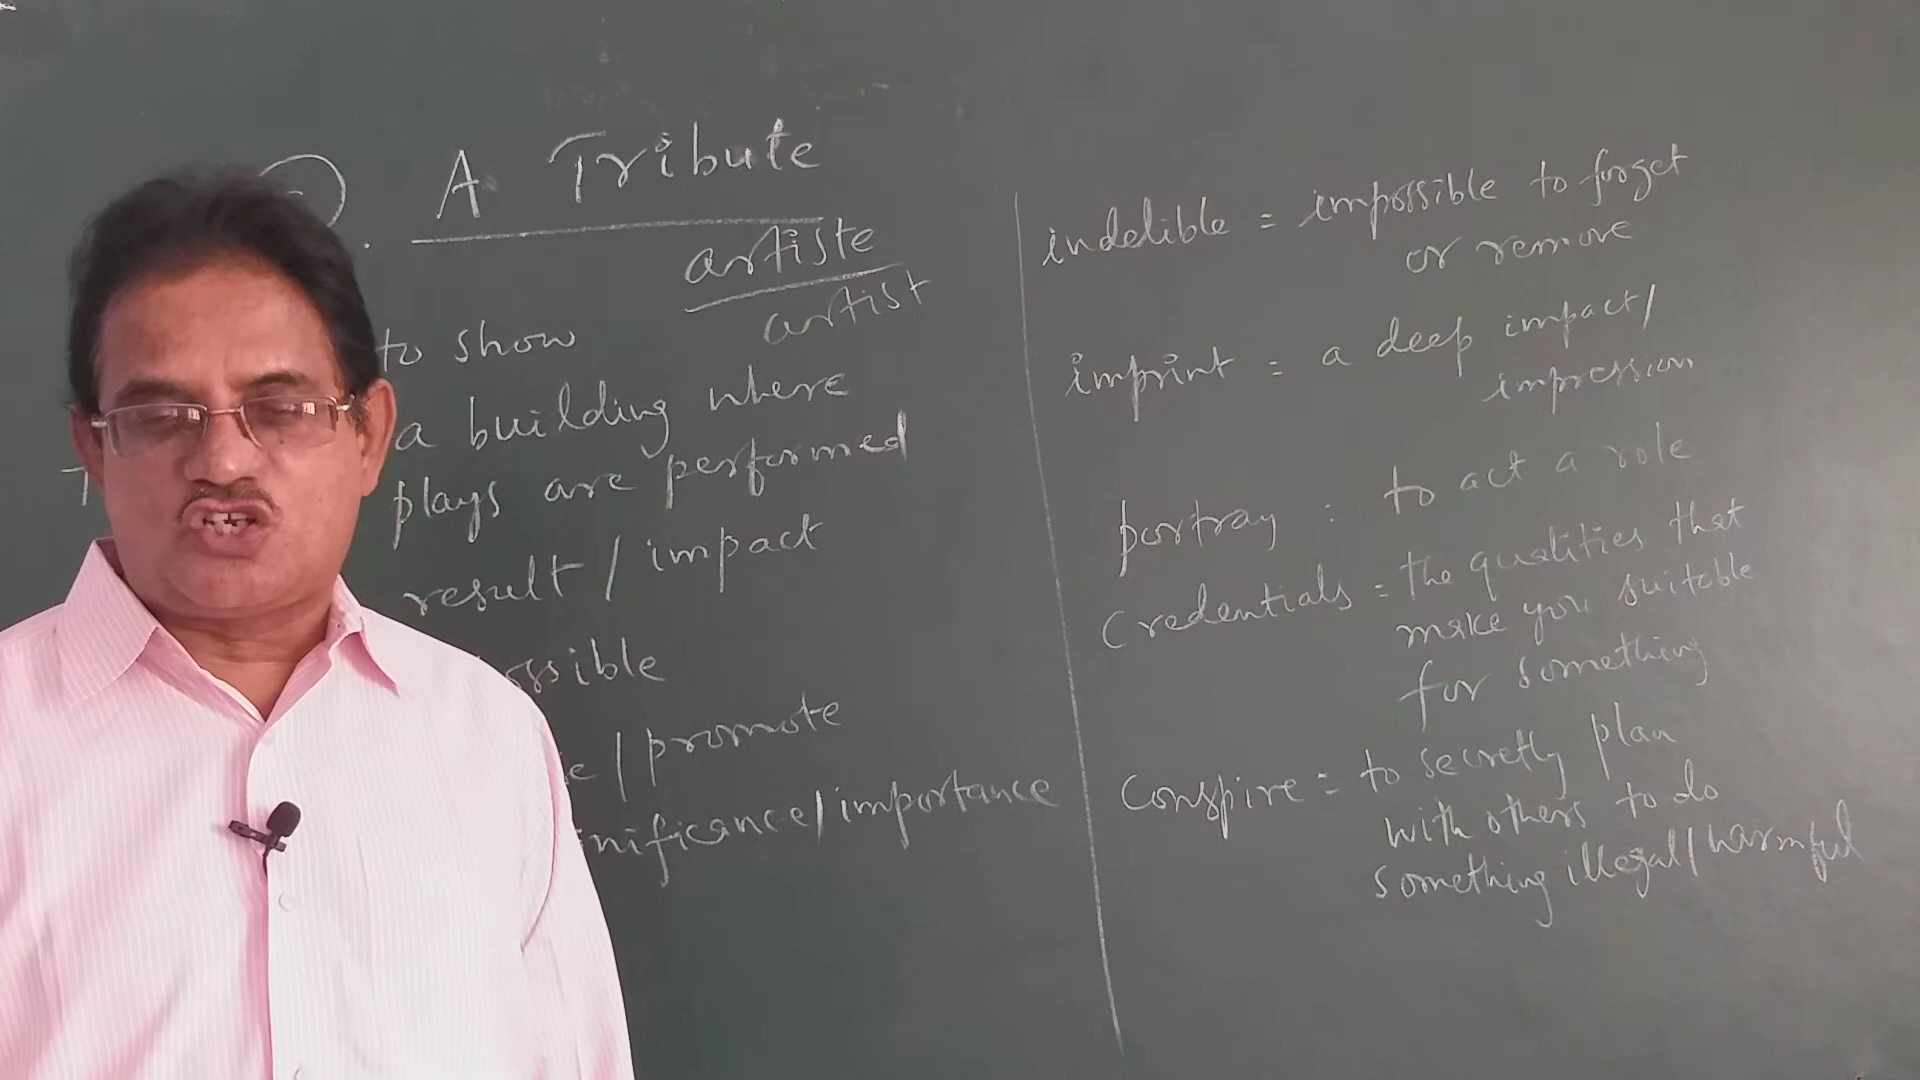 A Tribute
artiste
artist
to show
a building where
plays are performed
result / impact
ossible
e / promote
nificance / importance
indelible = impossible to forget
or remove
imprint = a deep impact /
impression
portray : to act a role
Credentials = the qualities that
make you suitable
for something
Conspire = to secretly plan
with others to do
something illegal / harmful